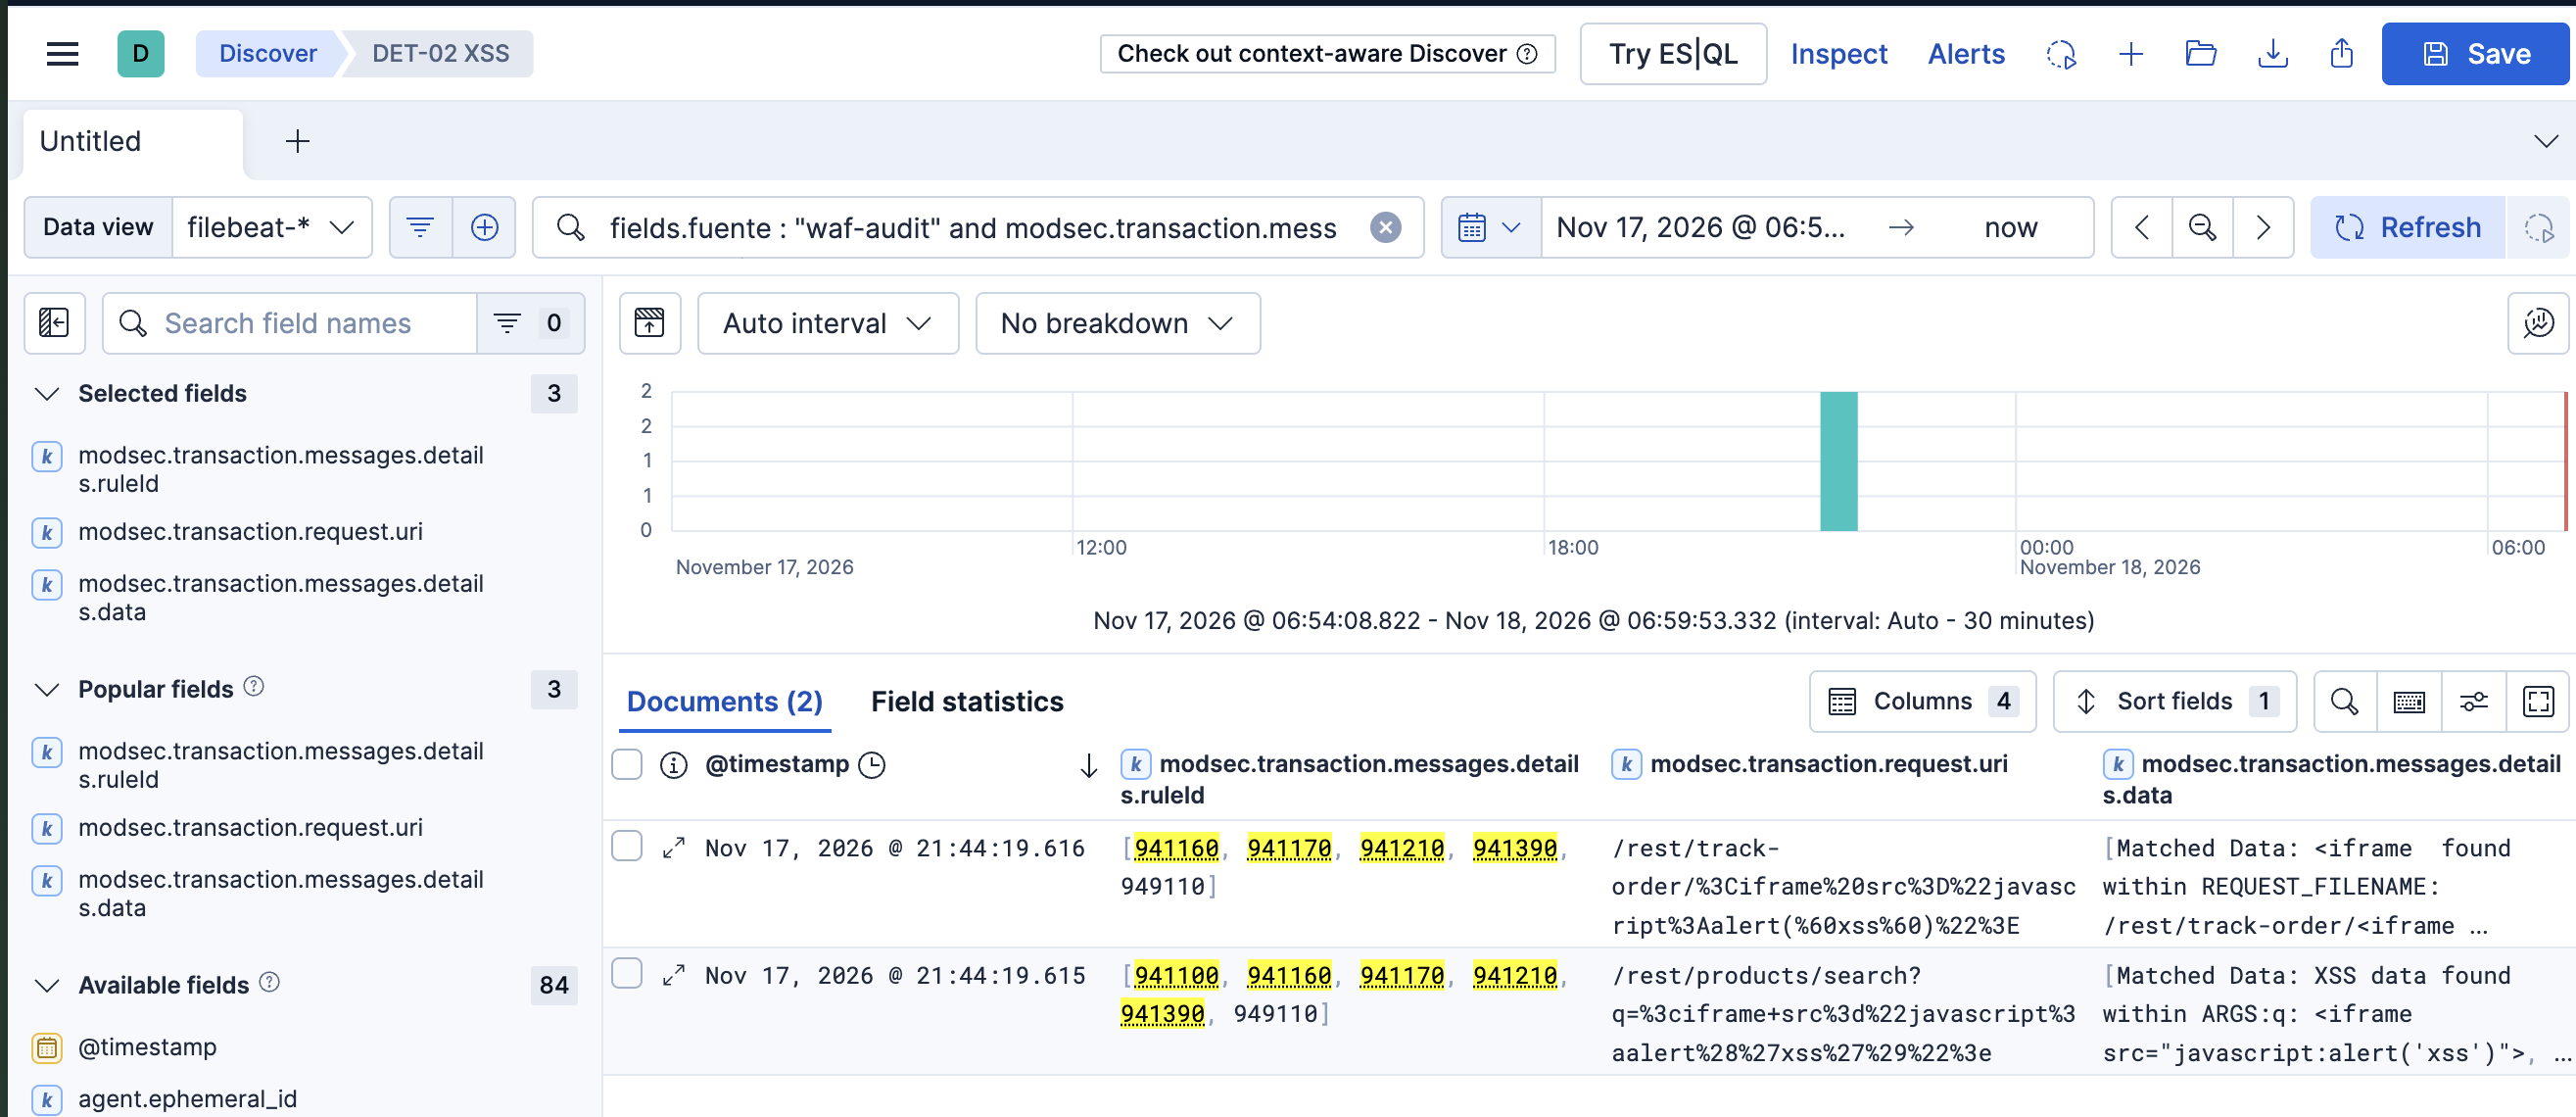 D
Discover
DET-02 XSS
Check out context-aware Discover
Try ES|QL
Inspect
Alerts
Save
Untitled
Data view
filebeat-*
fields.fuente : "waf-audit" and modsec.transaction.mess
Nov 17, 2026 @ 06:5...
→
now
Refresh
Search field names
0
Auto interval
No breakdown
Selected fields
3
k modsec.transaction.messages.detail
s.ruleId
k modsec.transaction.request.uri
k modsec.transaction.messages.detail
s.data
Popular fields
3
k modsec.transaction.messages.detail
s.ruleId
k modsec.transaction.request.uri
k modsec.transaction.messages.detail
s.data
Available fields
84
@timestamp
k agent.ephemeral_id
2
2
1
1
0
12:00
18:00
00:00
06:00
November 17, 2026
November 18, 2026
Nov 17, 2026 @ 06:54:08.822 - Nov 18, 2026 @ 06:59:53.332 (interval: Auto - 30 minutes)
Documents (2)
Field statistics
Columns 4
Sort fields 1
@timestamp
k modsec.transaction.messages.detail
s.ruleId
k modsec.transaction.request.uri
k modsec.transaction.messages.detail
s.data
Nov 17, 2026 @ 21:44:19.616
[941160, 941170, 941210, 941390,
949110]
/rest/track-
order/%3Ciframe%20src%3D%22javasc
ript%3Aalert(%60xss%60)%22%3E
[Matched Data: <iframe  found
within REQUEST_FILENAME:
/rest/track-order/<iframe ...
Nov 17, 2026 @ 21:44:19.615
[941100, 941160, 941170, 941210,
941390, 949110]
/rest/products/search?
q=%3ciframe+src%3d%22javascript%3
aalert%28%27xss%27%29%22%3e
[Matched Data: XSS data found
within ARGS:q: <iframe
src="javascript:alert('xss')">, ...